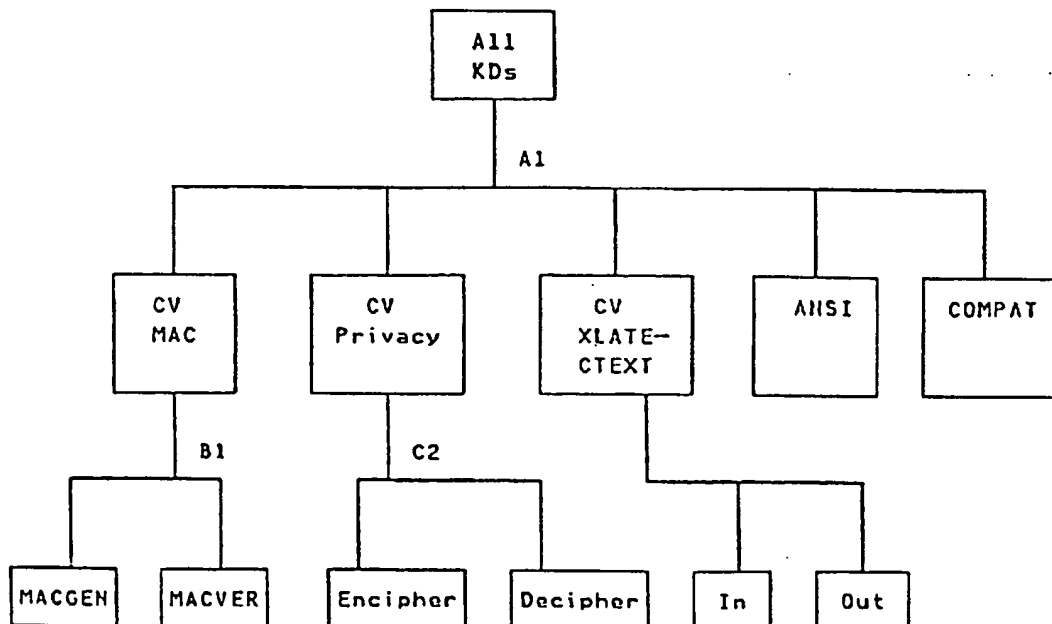 All
KDs
A1
CV
MAC
CV
Privacy
CV
XLATE-
CTEXT
ANSI
COMPAT
B1
C2
MACGEN
MACVER
Encipher
Decipher
In
Out